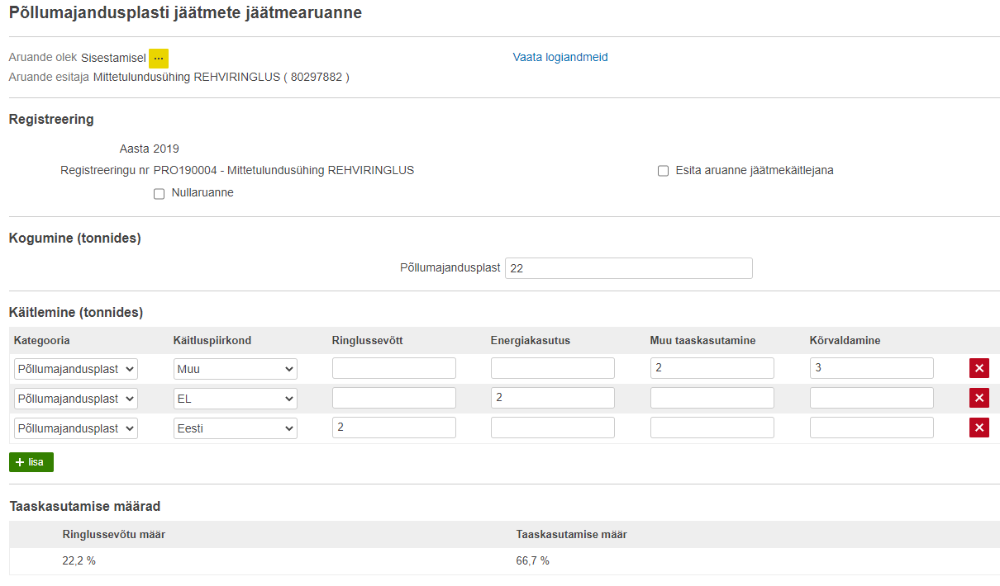 Põllumajandusplasti jäätmete jäätmearuanne
Aruande olek Sisestamisel ... Vaata logiandmeid
Aruande esitaja Mittetulundusühing REHVIRINGLUS ( 80297882 )
Registreering
Aasta 2019
Registreeringu nr PRO190004 - Mittetulundusühing REHVIRINGLUS Esita aruanne jäätmekäitlejana
Nullaruanne
Kogumine (tonnides)
Põllumajandusplast 22
Käitlemine (tonnides)
Kategooria Käitluspiirkond Ringlussevõtt Energiakasutus Muu taaskasutamine Kõrvaldamine
Põllumajandusplast Muu 2 3
Põllumajandusplast EL 2
Põllumajandusplast Eesti 2
+ lisa
Taaskasutamise määrad
Ringlussevõtu määr Taaskasutamise määr
22,2 % 66,7 %